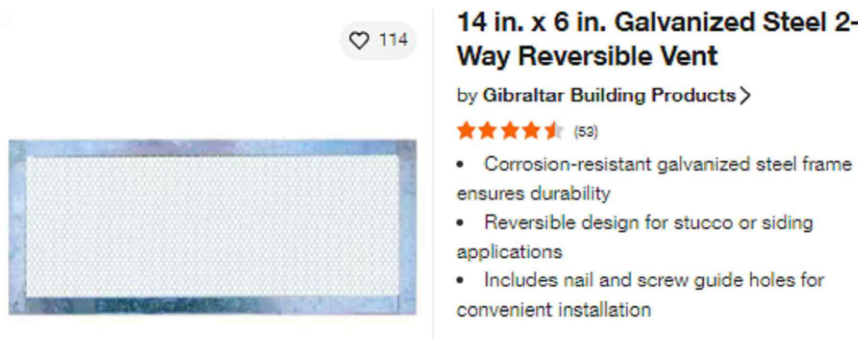 114
14 in. x 6 in. Galvanized Steel 2-
Way Reversible Vent
by Gibraltar Building Products
(53)
• Corrosion-resistant galvanized steel frame
ensures durability
• Reversible design for stucco or siding
applications
• Includes nail and screw guide holes for
convenient installation